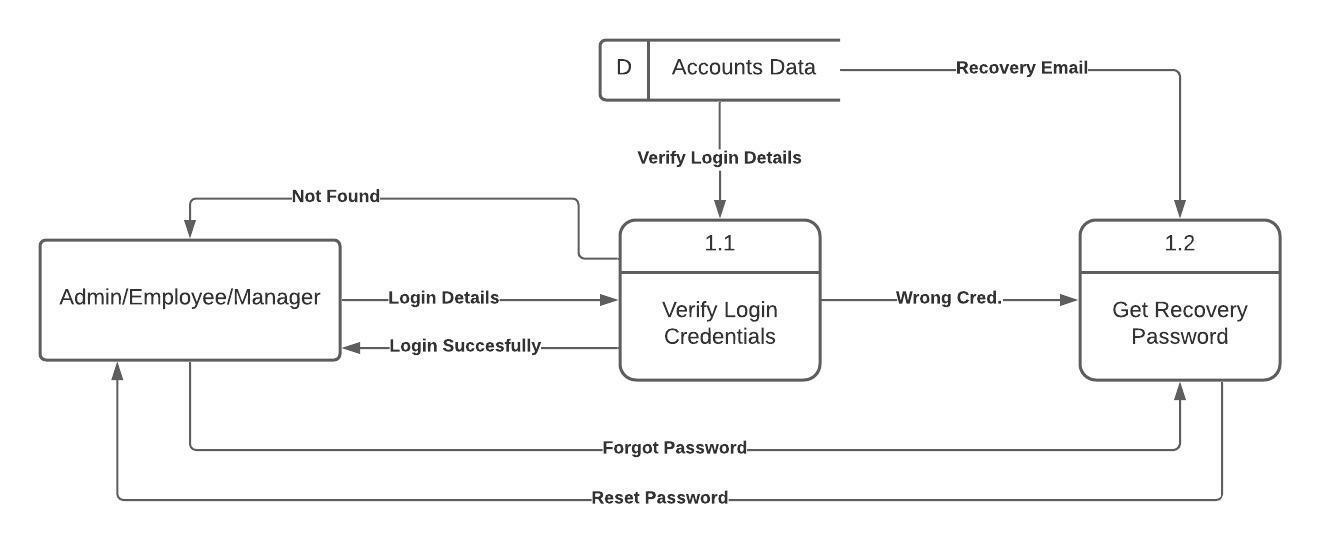 D
Accounts Data
Recovery Email
Verify Login Details
Not Found
1.1
1.2
Admin/Employee/Manager
Login Details
Verify Login
Credentials
Wrong Cred.
Get Recovery
Password
Login Succesfully
Forgot Password
Reset Password